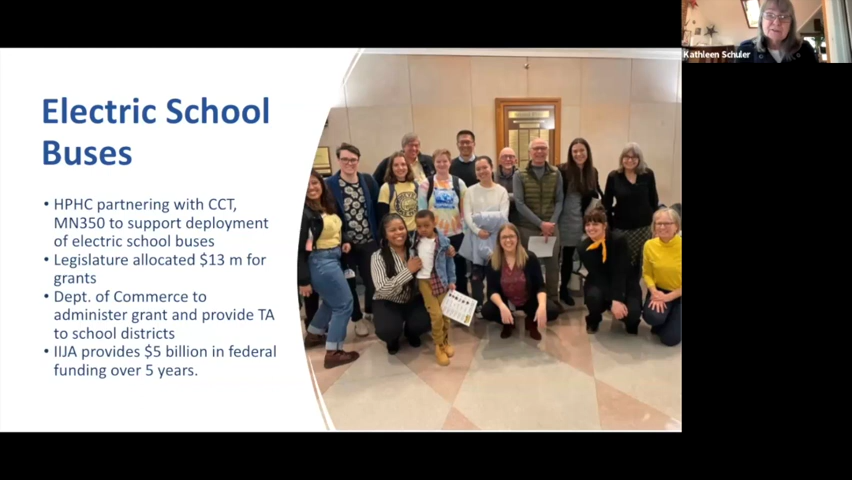 Kathleen Schuler
Electric School
Buses
• HPHC partnering with CCT,
MN350 to support deployment
of electric school buses
• Legislature allocated $13 m for
grants
• Dept. of Commerce to
administer grant and provide TA
to school districts
• IIJA provides $5 billion in federal
funding over 5 years.